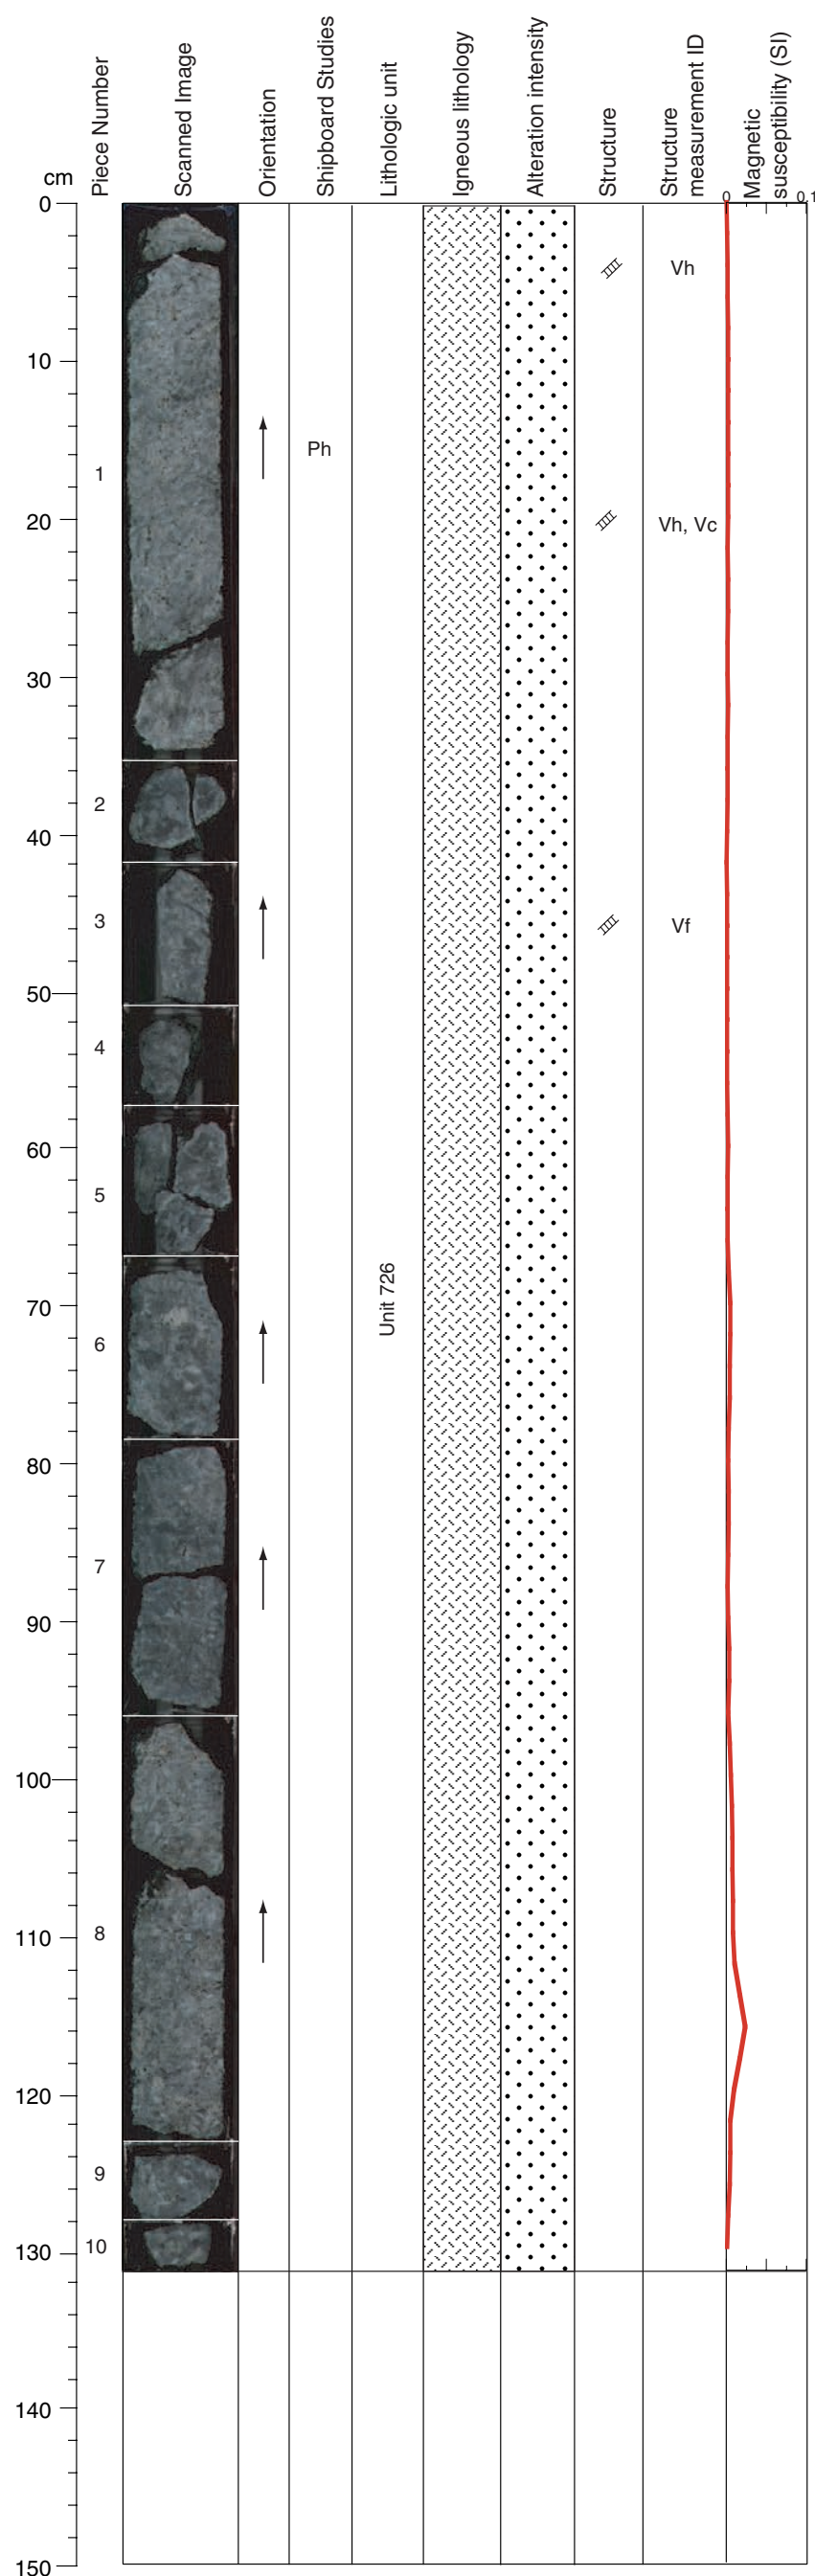 cm
Piece Number
Scanned Image
Orientation
Shipboard Studies
Lithologic unit
Igneous lithology
Alteration intensity
Structure
Structure
measurement ID
Magnetic
susceptibility (SI)
0
0
0.1
Vh
10
Ph
1
20
Vh, Vc
30
2
40
3
Vf
50
4
60
5
Unit 726
70
6
80
7
90
100
8
110
120
9
10
130
140
150